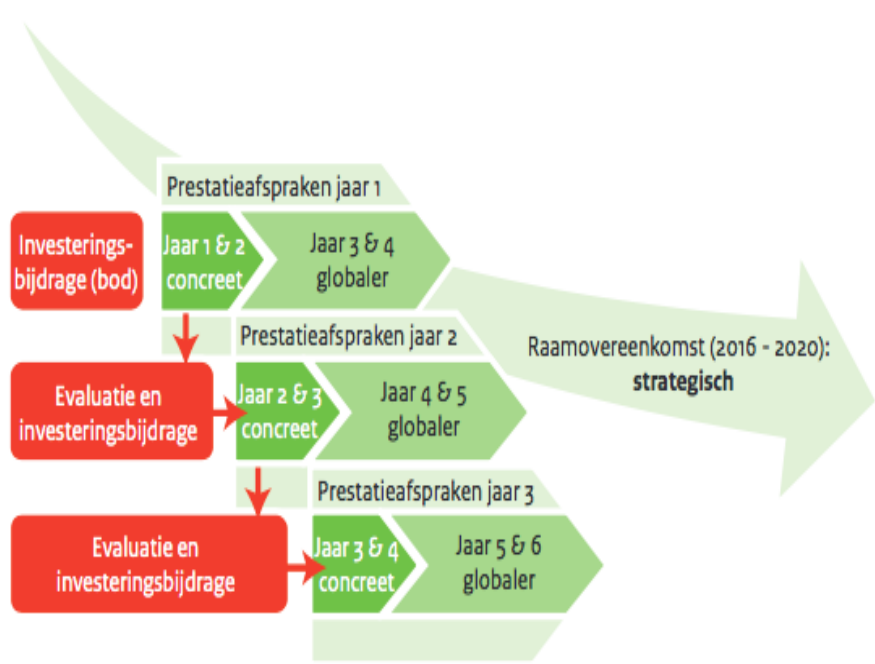 Prestatieafspraken jaar 1
Investerings-
bijdrage (bod)
Jaar 1 & 2
concreet
Jaar 3 & 4
globaler
Prestatieafspraken jaar 2
Raamovereenkomst (2016 - 2020):
strategisch
Evaluatie en
investeringsbijdrage
Jaar 2 & 3
concreet
Jaar 4 & 5
globaler
Prestatieafspraken jaar 3
Evaluatie en
investeringsbijdrage
Jaar 3 & 4
concreet
Jaar 5 & 6
globaler